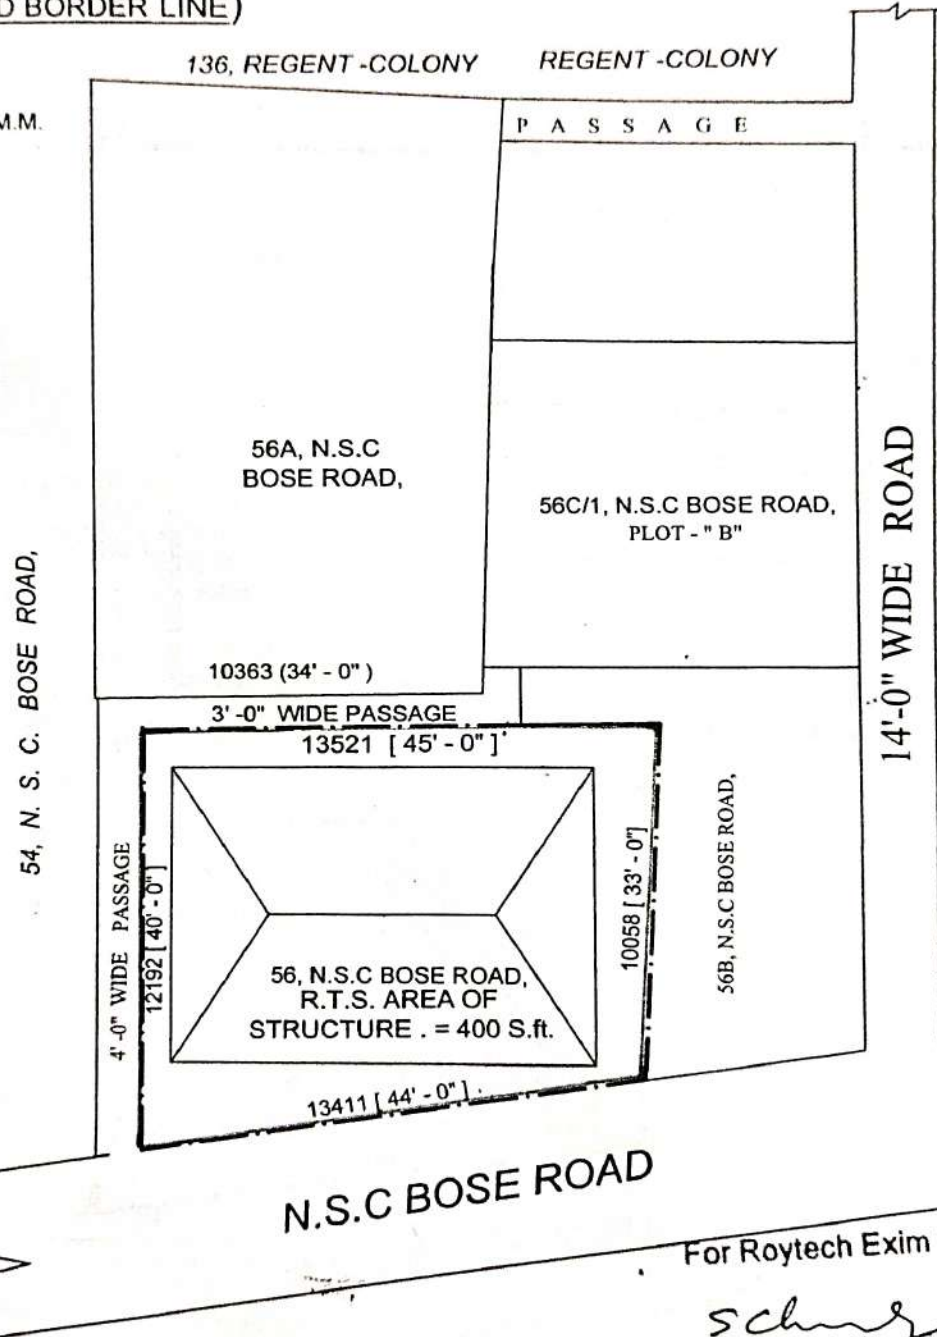 D BORDER LINE)
136, REGENT -COLONY
REGENT -COLONY
M.M.
P A S S A G E
56A, N.S.C
BOSE ROAD,
56C/1, N.S.C BOSE ROAD,
PLOT - " B"
14'-0" WIDE ROAD
54, N. S. C. BOSE ROAD,
10363 (34' - 0" )
3' -0" WIDE PASSAGE
13521 [ 45' - 0" ]
4' -0" WIDE PASSAGE
12192 [ 40' - 0" ]
10058 [ 33' - 0"]
56B, N.S.C BOSE ROAD,
56, N.S.C BOSE ROAD,
R.T.S. AREA OF
STRUCTURE . = 400 S.ft.
13411 [ 44' - 0" ] .
N.S.C BOSE ROAD
For Roytech Exim